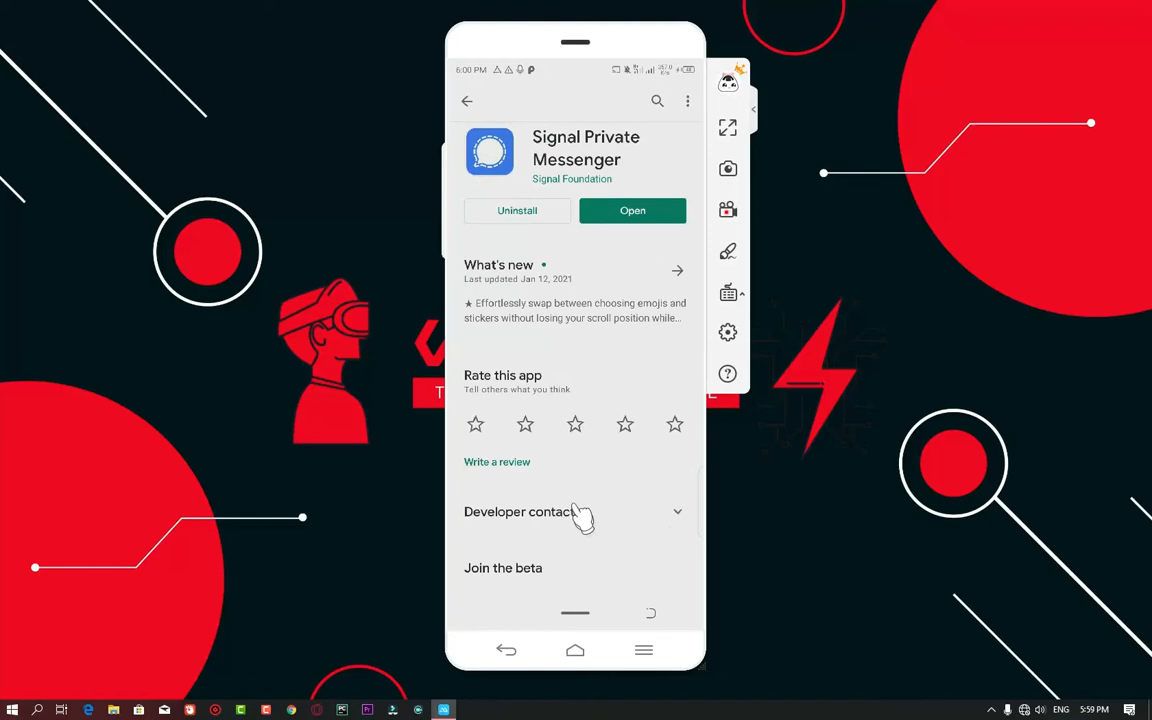 6:00 PM
Signal Private
Messenger
Signal Foundation
Uninstall
Open
What's new
Last updated Jan 12, 2021
★ Effortlessly swap between choosing emojis and
stickers without losing your scroll position while...
Rate this app
Tell others what you think
Write a review
Developer contact
Join the beta
ENG
5:59 PM